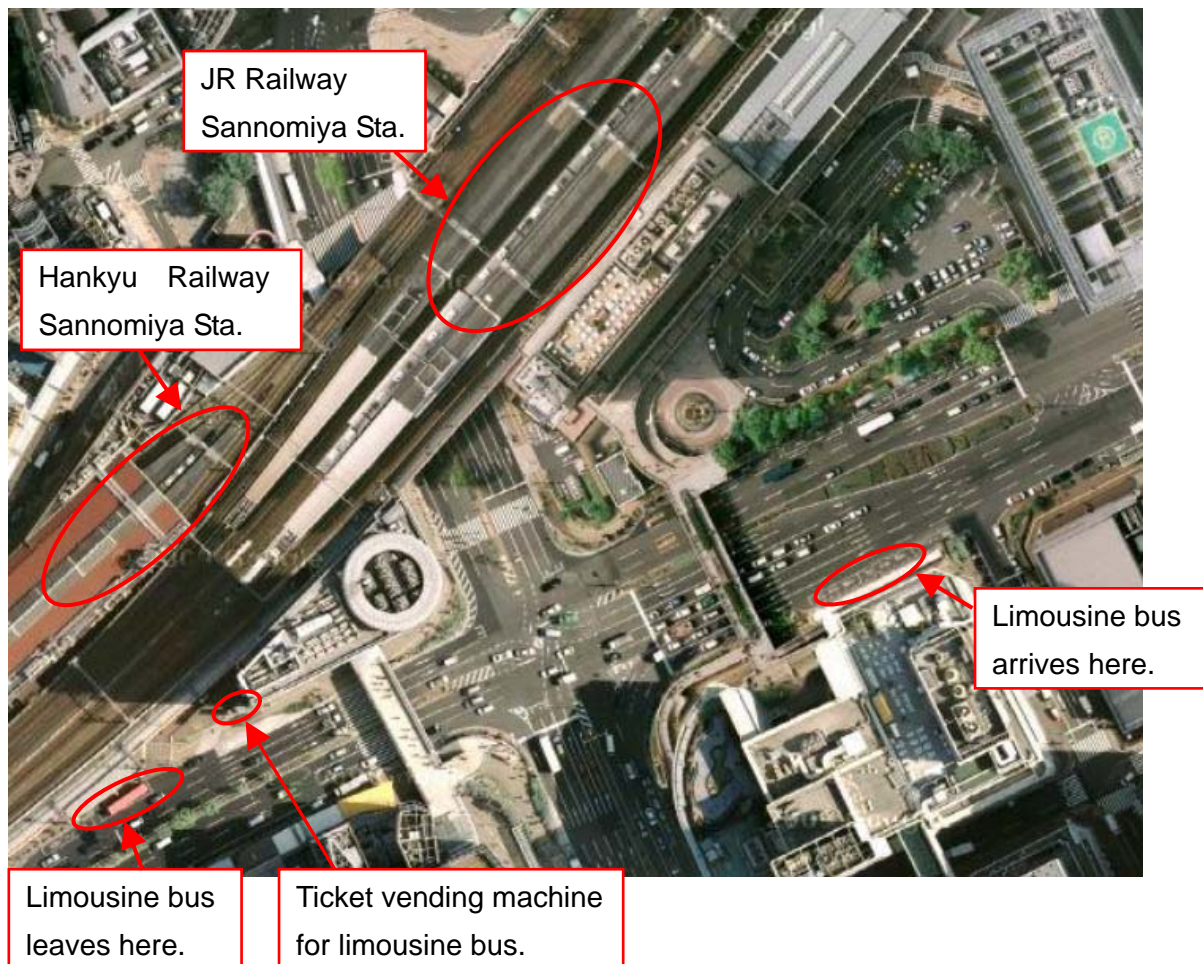 JR Railway
Sannomiya Sta.
Hankyu Railway
Sannomiya Sta.
Limousine bus
arrives here.
Limousine bus
leaves here.
Ticket vending machine
for limousine bus.